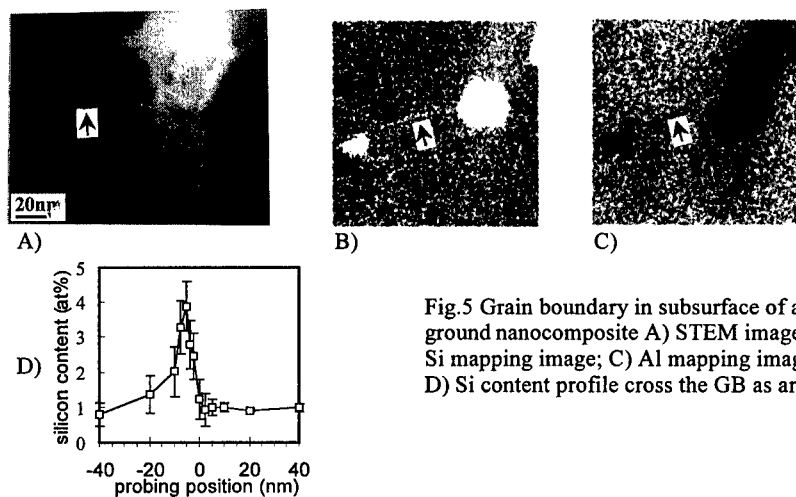 20nm
A)
B)
C)
D)
silicon content (at%)
5
4
3
2
1
0
-40 -20 0 20 40
probing position (nm)
Fig.5 Grain boundary in subsurface of a
ground nanocomposite A) STEM image
Si mapping image; C) Al mapping imag
D) Si content profile cross the GB as ar